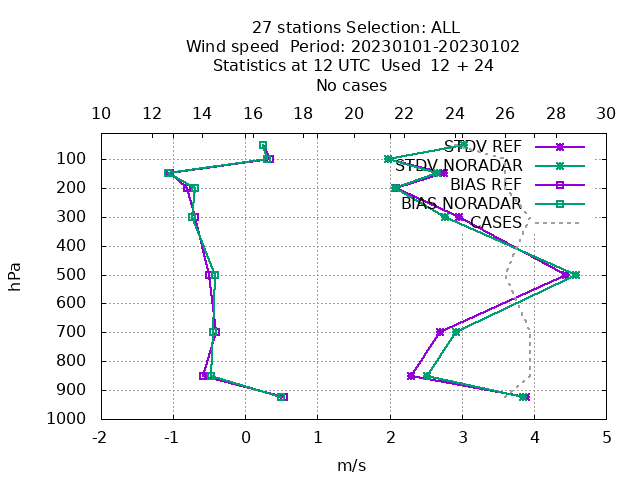 27 stations Selection: ALL
Wind speed  Period: 20230101-20230102
Statistics at 12 UTC  Used  12 + 24
No cases
10 12 14 16 18 20 22 24 26 28 30
STDV REF
STDV NORADAR
BIAS REF
BIAS NORADAR
CASES
100
200
300
400
500
600
700
800
900
1000
hPa
-2 -1 0 1 2 3 4 5
m/s